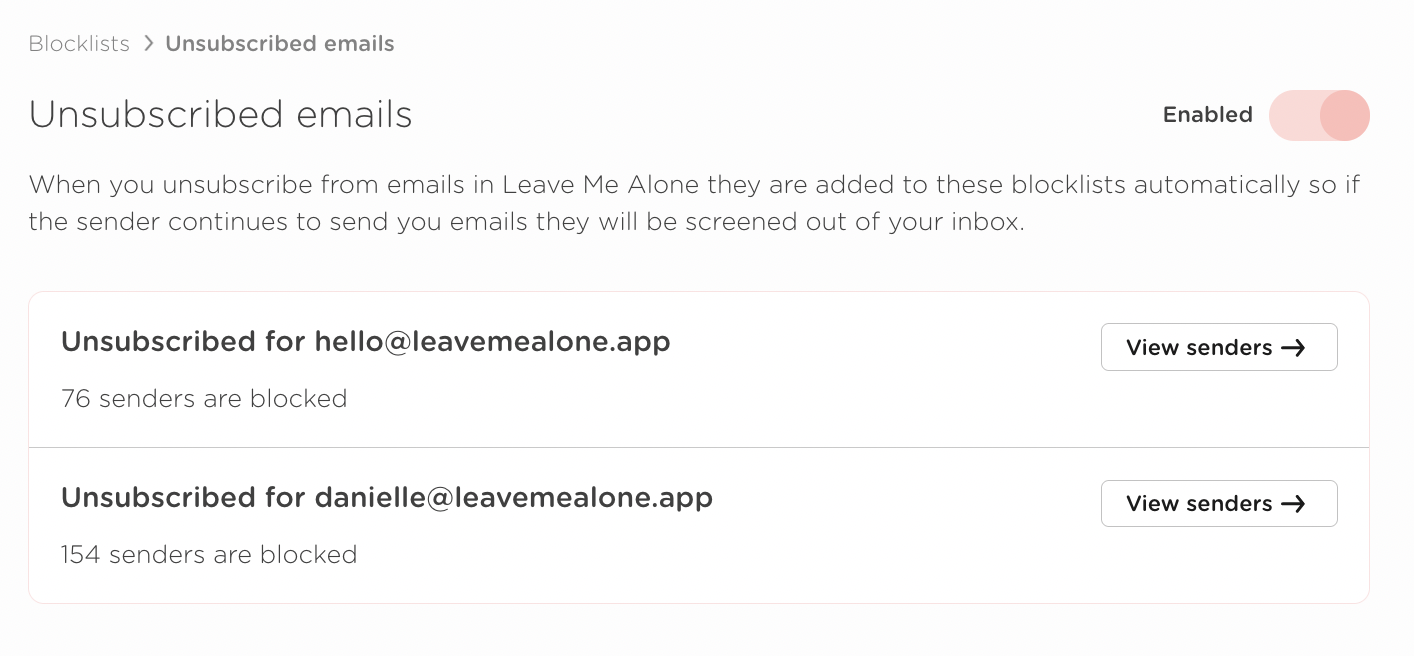 Blocklists > Unsubscribed emails
Unsubscribed emails
Enabled
When you unsubscribe from emails in Leave Me Alone they are added to these blocklists automatically so if
the sender continues to send you emails they will be screened out of your inbox.
Unsubscribed for hello@leavemealone.app
View senders →
76 senders are blocked
Unsubscribed for danielle@leavemealone.app
View senders →
154 senders are blocked